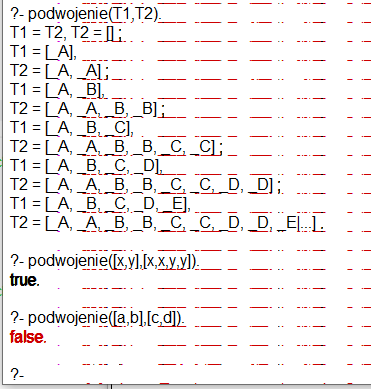 ?- podwojenie(T1,T2).
T1 = T2, T2 = [] ;
T1 = [_A],
T2 = [_A, _A] ;
T1 = [_A, _B],
T2 = [_A, _A, _B, _B] ;
T1 = [_A, _B, _C],
T2 = [_A, _A, _B, _B, _C, _C] ;
T1 = [_A, _B, _C, _D],
T2 = [_A, _A, _B, _B, _C, _C, _D, _D] ;
T1 = [_A, _B, _C, _D, _E],
T2 = [_A, _A, _B, _B, _C, _C, _D, _D, _E|...] .
?- podwojenie([x,y],[x,x,y,y]).
true.
?- podwojenie([a,b],[c,d]).
false.
?-